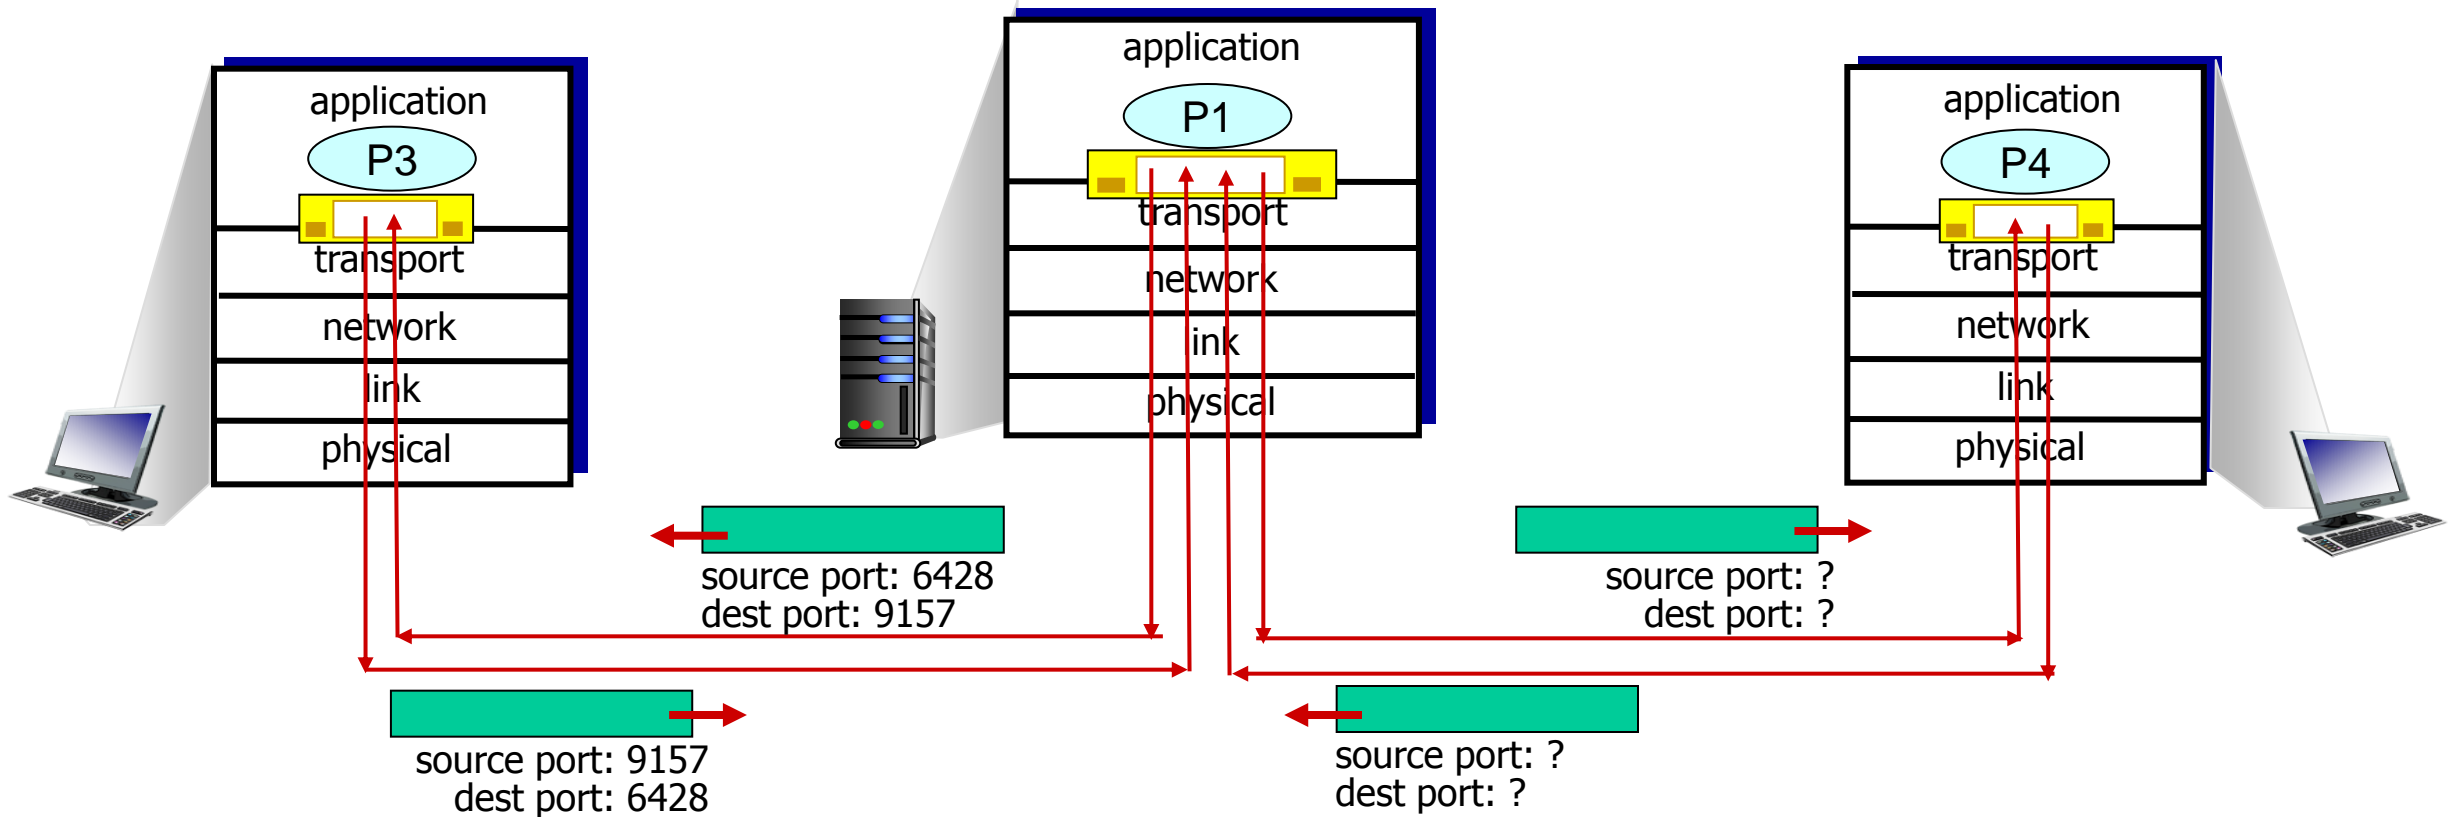 application
P3
transport
network
link
physical
application
P1
transport
network
link
physical
application
P4
transport
network
link
physical
source port: 6428
dest port: 9157
source port: ?
dest port: ?
source port: 9157
dest port: 6428
source port: ?
dest port: ?